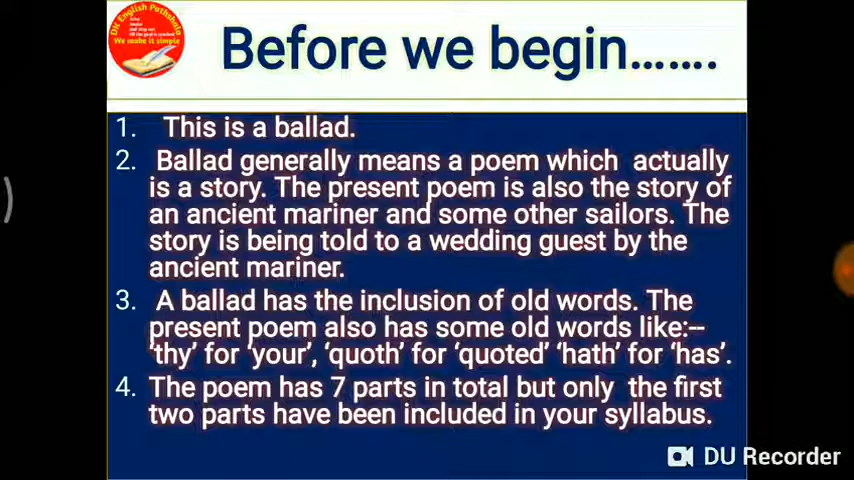 DK English Pathshala
We make it simple
Before we begin.......
1. This is a ballad.
2. Ballad generally means a poem which actually
is a story. The present poem is also the story of
an ancient mariner and some other sailors. The
story is being told to a wedding guest by the
ancient mariner.
3. A ballad has the inclusion of old words. The
present poem also has some old words like:--
'thy' for 'your', 'quoth' for 'quoted' 'hath' for 'has'.
4. The poem has 7 parts in total but only the first
two parts have been included in your syllabus.
DU Recorder